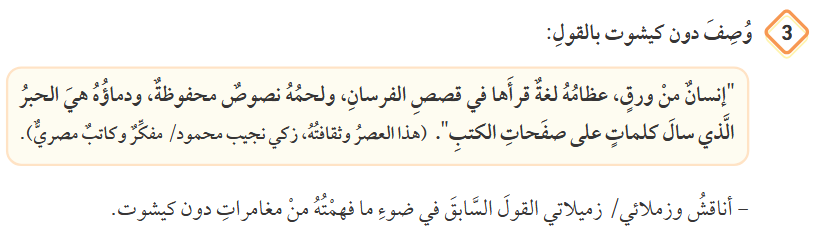 3 وُصِفَ دون كيشوت بالقولِ:
"إنسانٌ منْ ورقٍ، عظامُهُ لغةٌ قرأَها في قصصِ الفرسانِ، ولحمُهُ نصوصٌ محفوظةٌ، ودماؤُهُ هيَ الحبرُ
الَّذي سالَ كلماتٍ على صفَحاتِ الكتبِ". (هذا العصرُ وثقافتُهُ، زكي نجيب محمود/ مفكِّرٌ وكاتبٌ مصريٌّ).
– أناقشُ وزملائي/ زميلاتي القولَ السَّابقَ في ضوءِ ما فهمْتُهُ منْ مغامراتِ دون كيشوت.